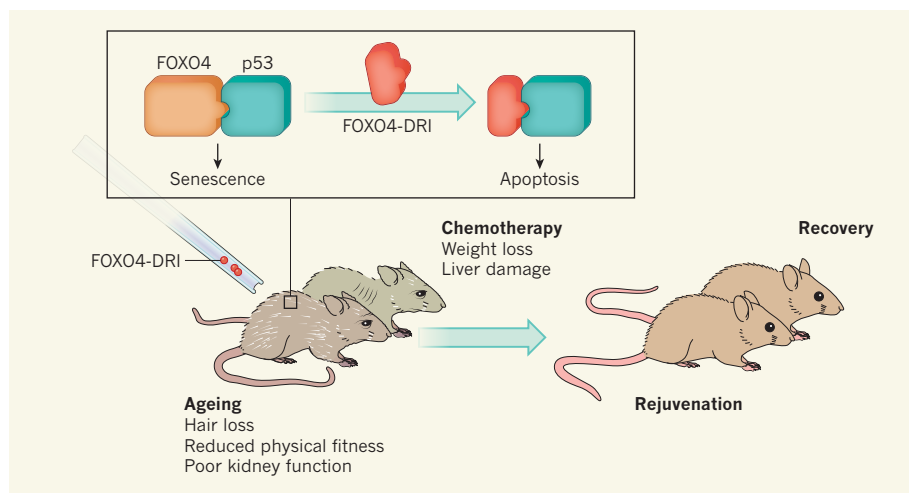 FOXO4 p53
FOXO4-DRI
Senescence
Apoptosis
FOXO4-DRI
Chemotherapy
Weight loss
Liver damage
Recovery
Ageing
Hair loss
Reduced physical fitness
Poor kidney function
Rejuvenation